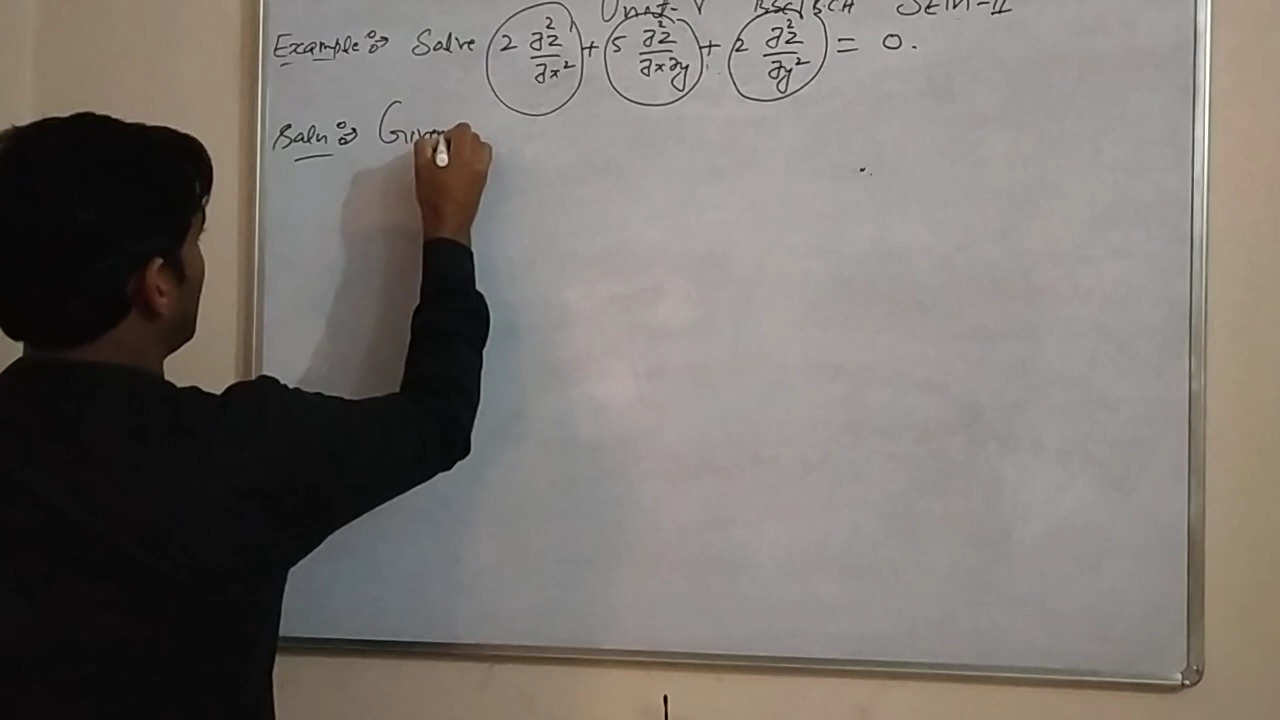 Unit-V BSC/BCA SEM-II
Example:→ Solve 2 ∂²z/∂x² + 5 ∂²z/∂x∂y + 2 ∂²z/∂y² = 0.
Soln:→ Given